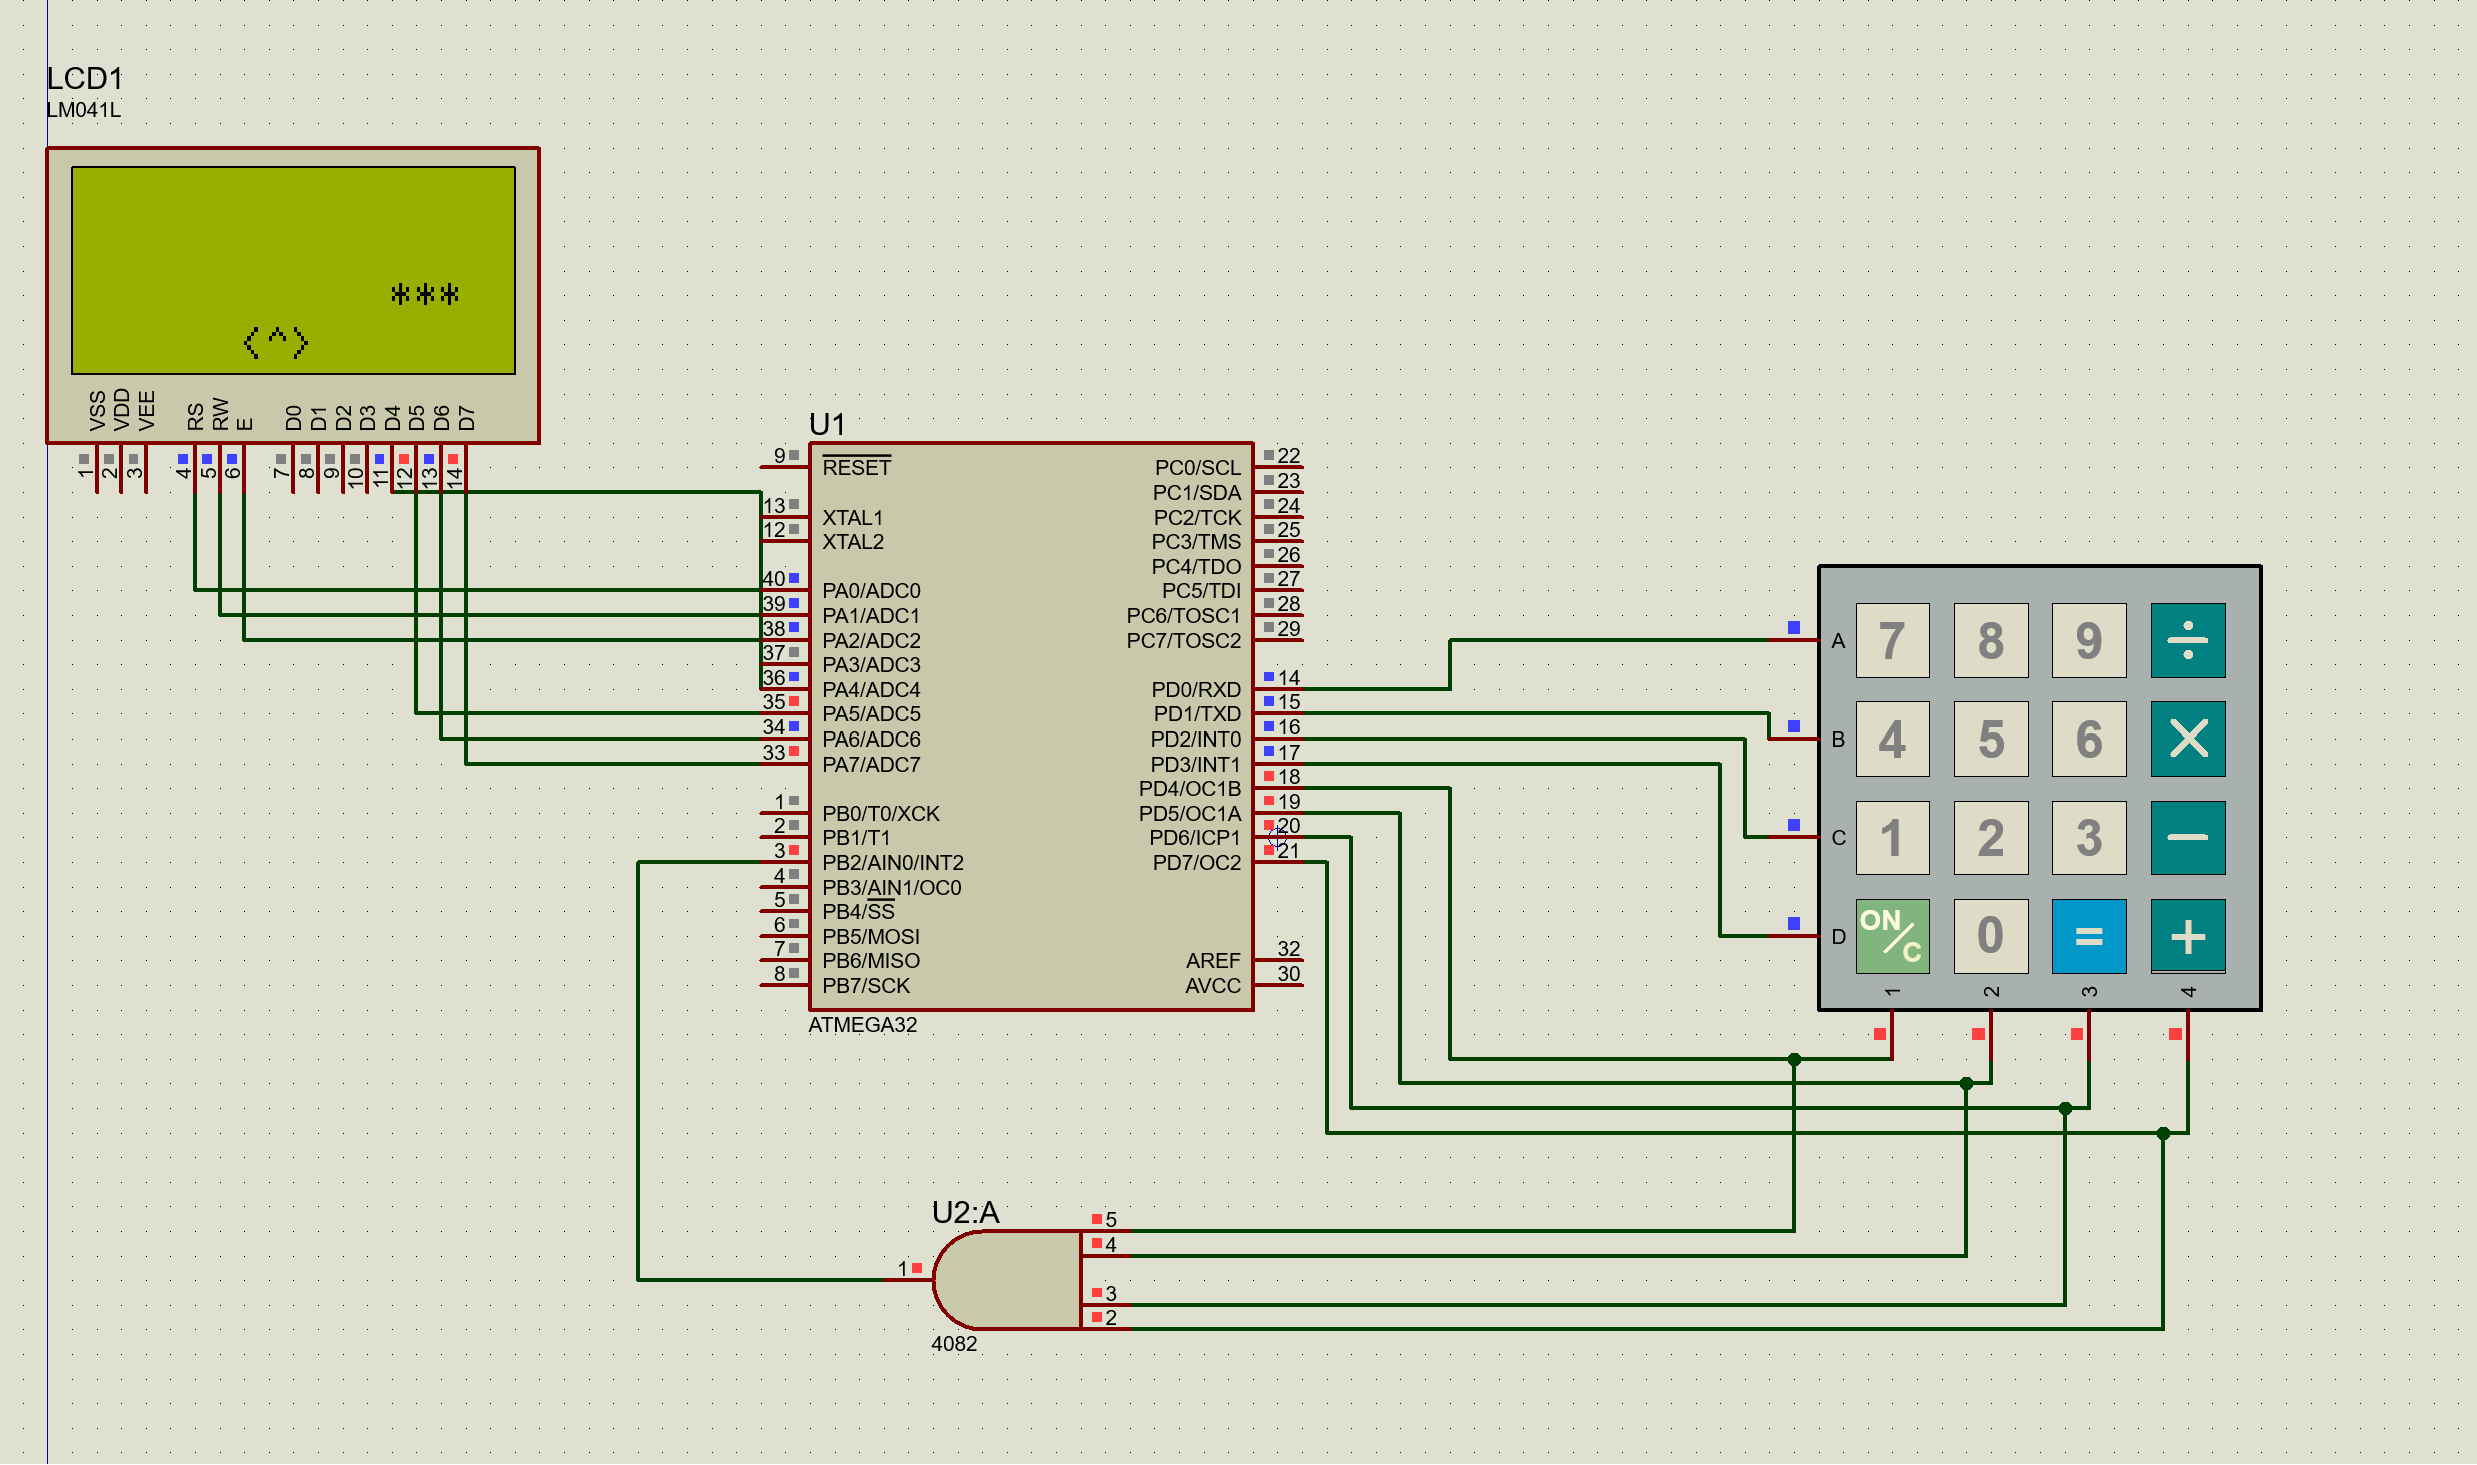 LCD1
LM041L
***
<^>
VSS VDD VEE RS RW E D0 D1 D2 D3 D4 D5 D6 D7
1 2 3 4 5 6 7 8 9 10 11 12 13 14
U1
9 RESET
13 XTAL1
12 XTAL2
40 PA0/ADC0
39 PA1/ADC1
38 PA2/ADC2
37 PA3/ADC3
36 PA4/ADC4
35 PA5/ADC5
34 PA6/ADC6
33 PA7/ADC7
1 PB0/T0/XCK
2 PB1/T1
3 PB2/AIN0/INT2
4 PB3/AIN1/OC0
5 PB4/SS
6 PB5/MOSI
7 PB6/MISO
8 PB7/SCK
PC0/SCL 22
PC1/SDA 23
PC2/TCK 24
PC3/TMS 25
PC4/TDO 26
PC5/TDI 27
PC6/TOSC1 28
PC7/TOSC2 29
PD0/RXD 14
PD1/TXD 15
PD2/INT0 16
PD3/INT1 17
PD4/OC1B 18
PD5/OC1A 19
PD6/ICP1 20
PD7/OC2 21
AREF 32
AVCC 30
ATMEGA32
A 7 8 9 ÷
B 4 5 6 ×
C 1 2 3 −
D ON/C 0 = +
1 2 3 4
U2:A
5
4
1
3
2
4082